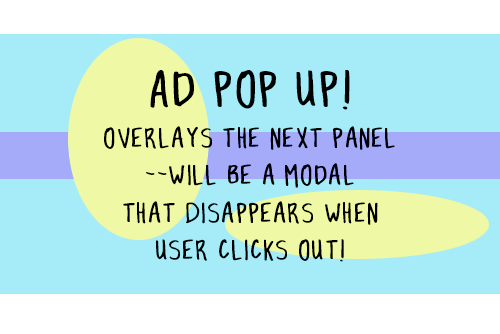 AD POP UP!
OVERLAYS THE NEXT PANEL
--WILL BE A MODAL
THAT DISAPPEARS WHEN
USER CLICKS OUT!